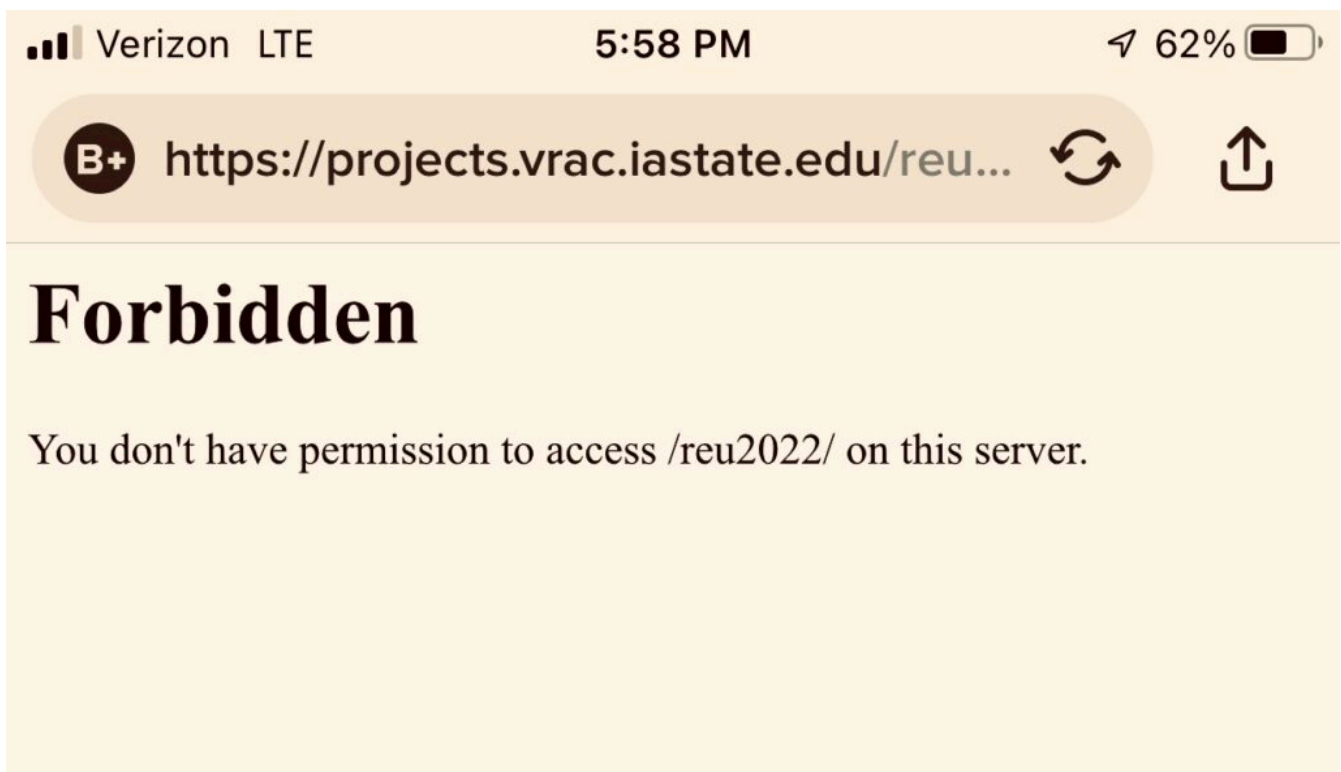 Verizon LTE 5:58 PM 62%
B+ https://projects.vrac.iastate.edu/reu...
Forbidden
You don't have permission to access /reu2022/ on this server.